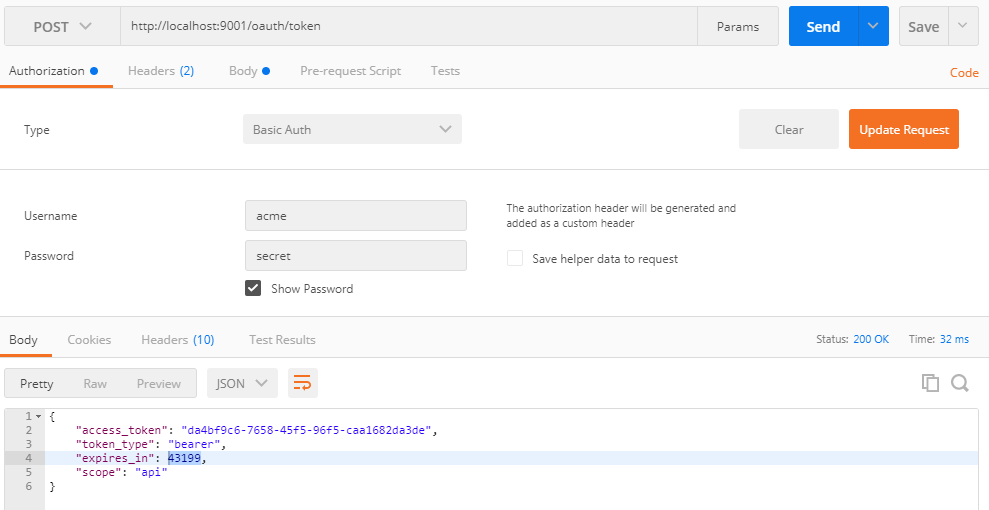 POST http://localhost:9001/oauth/token Params Send Save
Authorization Headers (2) Body Pre-request Script Tests Code
Type Basic Auth Clear Update Request
Username acme The authorization header will be generated and
added as a custom header
Password secret Save helper data to request
Show Password
Body Cookies Headers (10) Test Results Status: 200 OK Time: 32 ms
Pretty Raw Preview JSON
1 {
2 "access_token": "da4bf9c6-7658-45f5-96f5-caa1682da3de",
3 "token_type": "bearer",
4 "expires_in": 43199,
5 "scope": "api"
6 }